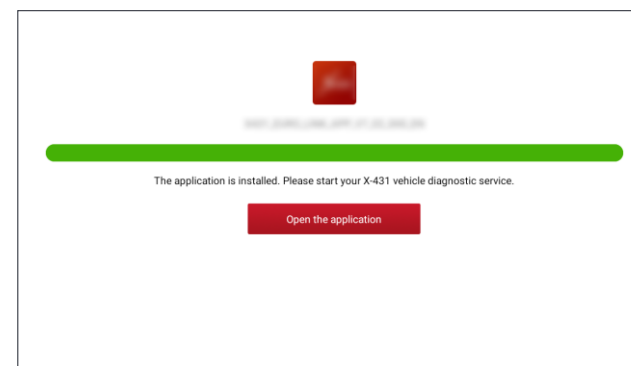 The application is installed. Please start your X-431 vehicle diagnostic service.
Open the application